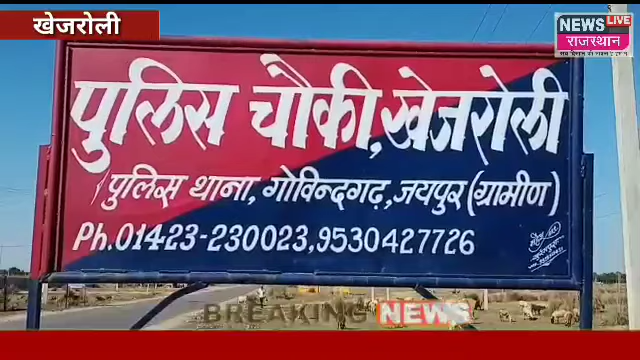 खेजरोली
NEWS LIVE
राजस्थान
पुलिस चौकी, खेजरोली
पुलिस थाना, गोविन्दगढ़, जयपुर (ग्रामीण)
Ph.01423-230023,9530427726
BREAKING NEWS